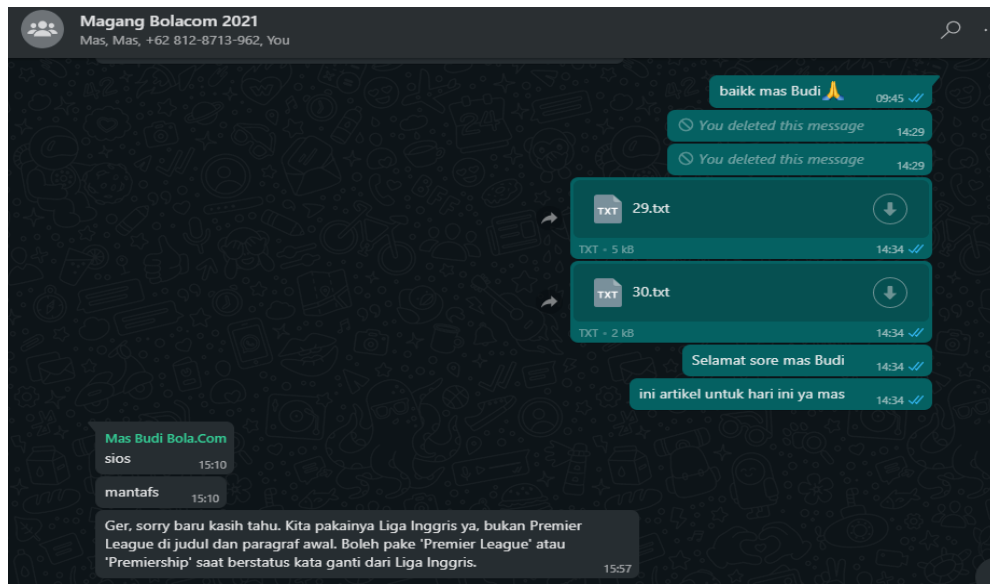 Magang Bolacom 2021
Mas, Mas, +62 812-8713-962, You
baikk mas Budi🙏 09:45
You deleted this message 14:29
You deleted this message 14:29
TXT 29.txt
TXT • 5 kB 14:34
TXT 30.txt
TXT • 2 kB 14:34
Selamat sore mas Budi 14:34
ini artikel untuk hari ini ya mas 14:34
Mas Budi Bola.Com
sios 15:10
mantafs 15:10
Ger, sorry baru kasih tahu. Kita pakainya Liga Inggris ya, bukan Premier
League di judul dan paragraf awal. Boleh pake 'Premier League' atau
'Premiership' saat berstatus kata ganti dari Liga Inggris. 15:57